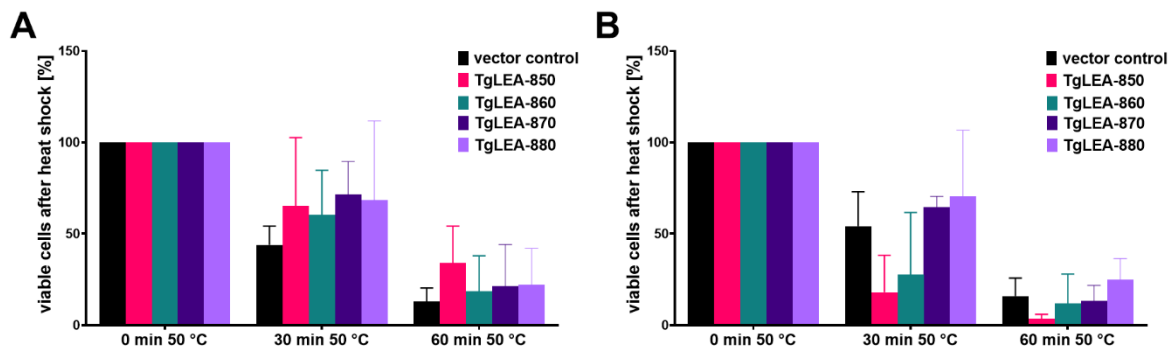 A
viable cells after heat shock [%]
150
100
50
0
vector control
TgLEA-850
TgLEA-860
TgLEA-870
TgLEA-880
0 min 50 °C
30 min 50 °C
60 min 50 °C
B
viable cells after heat shock [%]
150
100
50
0
vector control
TgLEA-850
TgLEA-860
TgLEA-870
TgLEA-880
0 min 50 °C
30 min 50 °C
60 min 50 °C